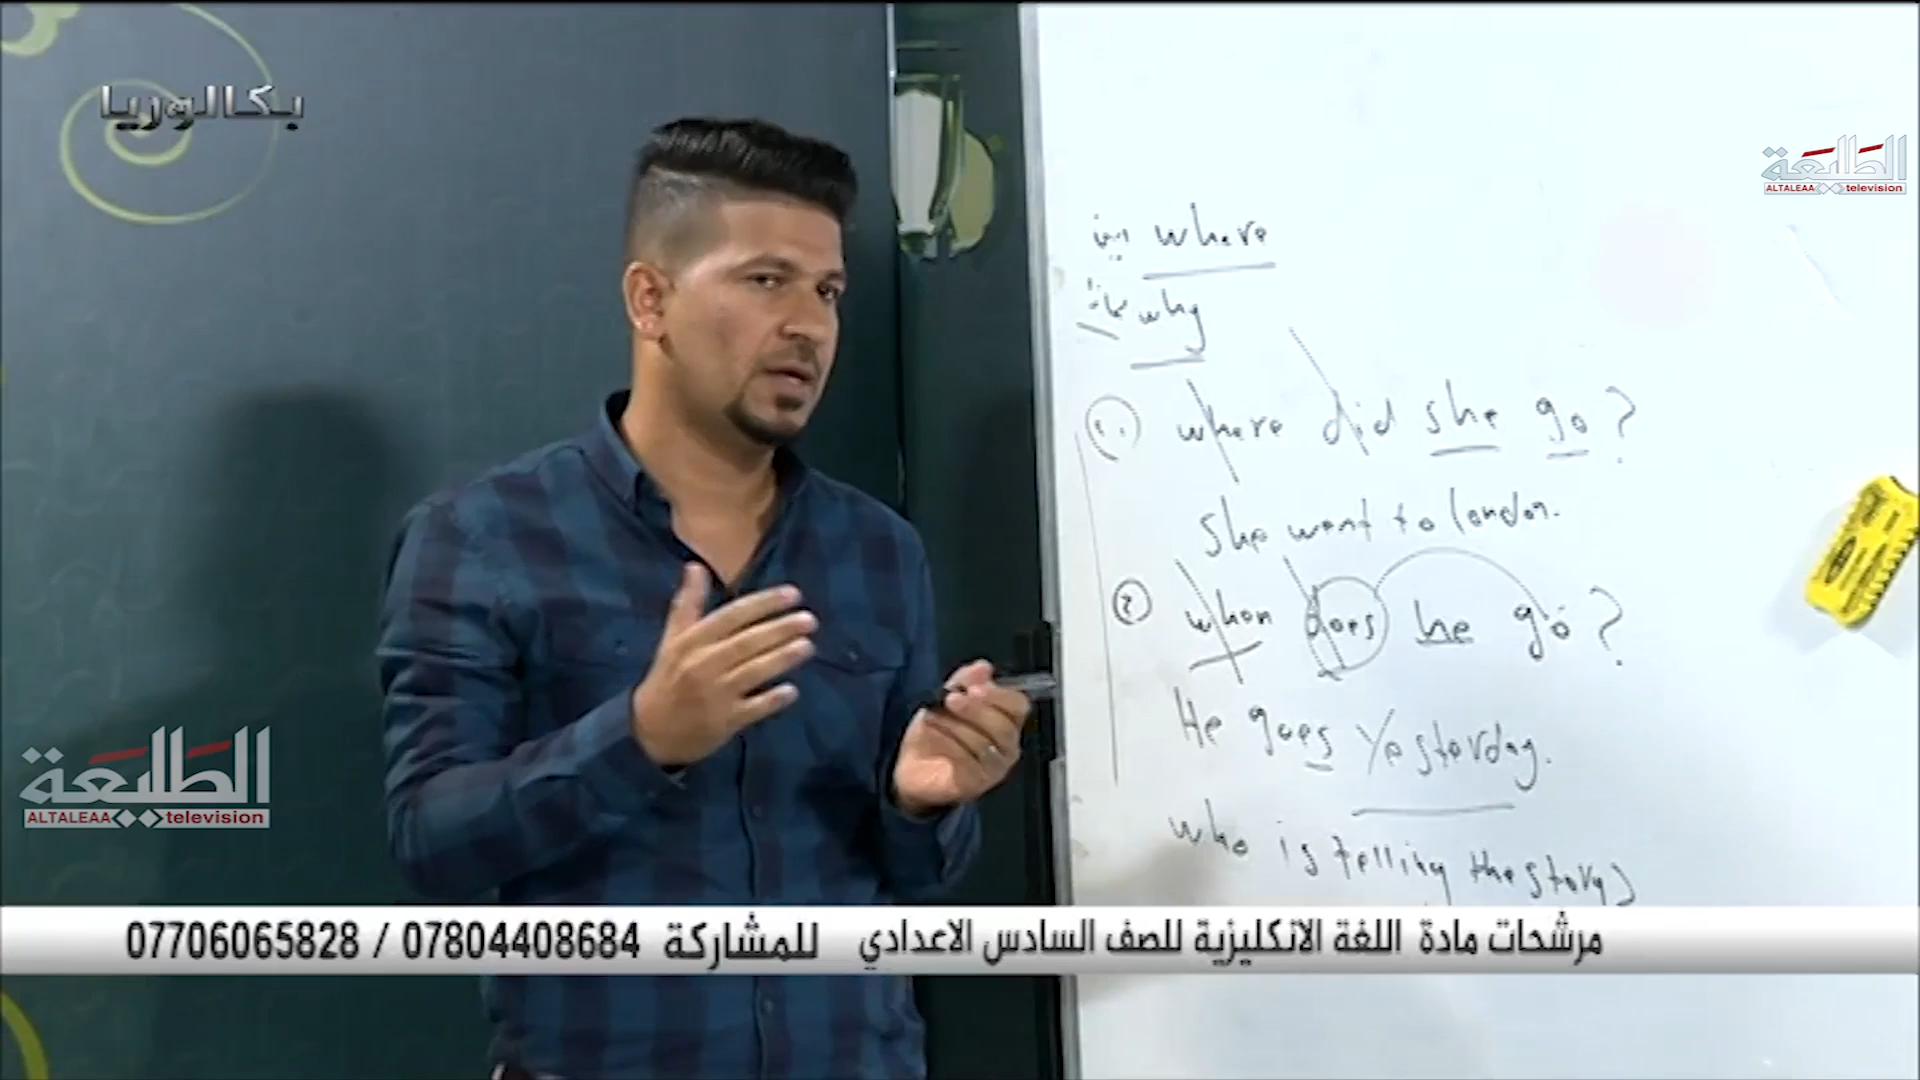 بكالوريا
الطليعة
ALTALEAA television
اين where
لماذا why
1. where did she go?
she went to london.
2 when does he go?
He goes yesterday.
who is telling the story?
الطليعة
ALTALEAA television
مرشحات مادة اللغة الانكليزية للصف السادس الاعدادي للمشاركة 07804408684 / 07706065828